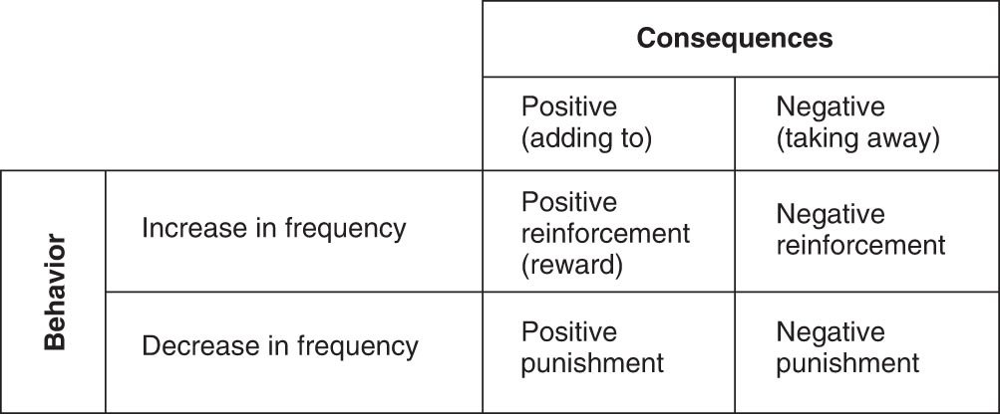 Consequences
Positive
(adding to)
Negative
(taking away)
Behavior
Increase in frequency
Positive
reinforcement
(reward)
Negative
reinforcement
Decrease in frequency
Positive
punishment
Negative
punishment